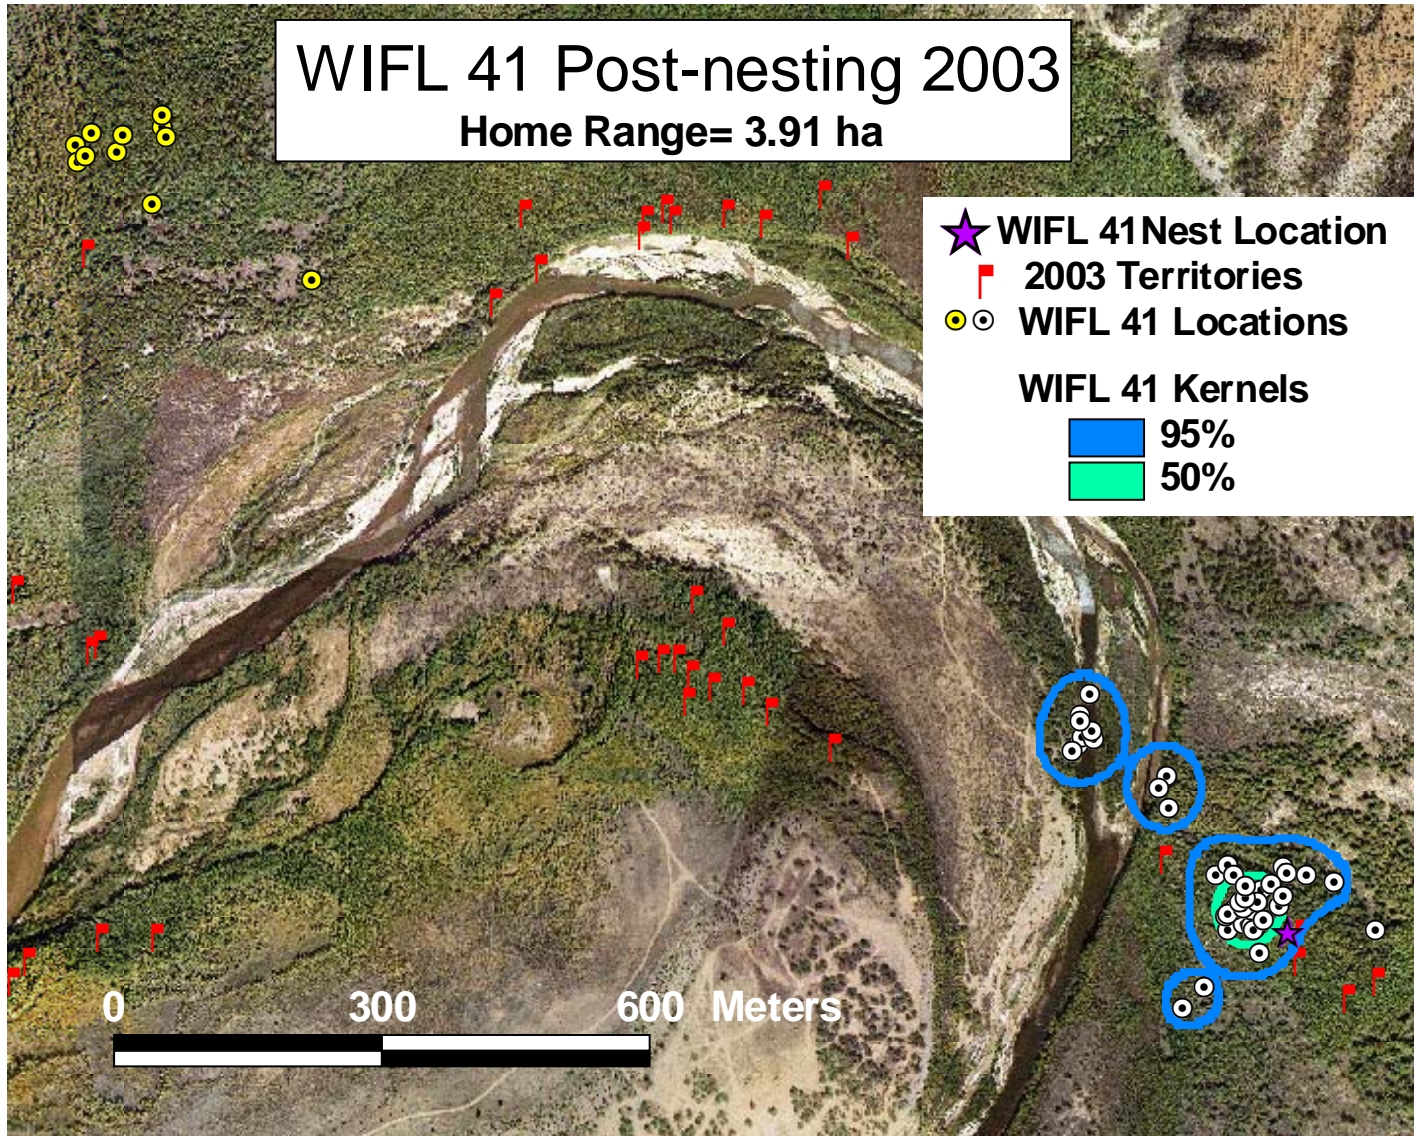 WIFL 41 Post-nesting 2003
Home Range= 3.91 ha
WIFL 41 Nest Location
2003 Territories
WIFL 41 Locations
WIFL 41 Kernels
95%
50%
0 300 600 Meters